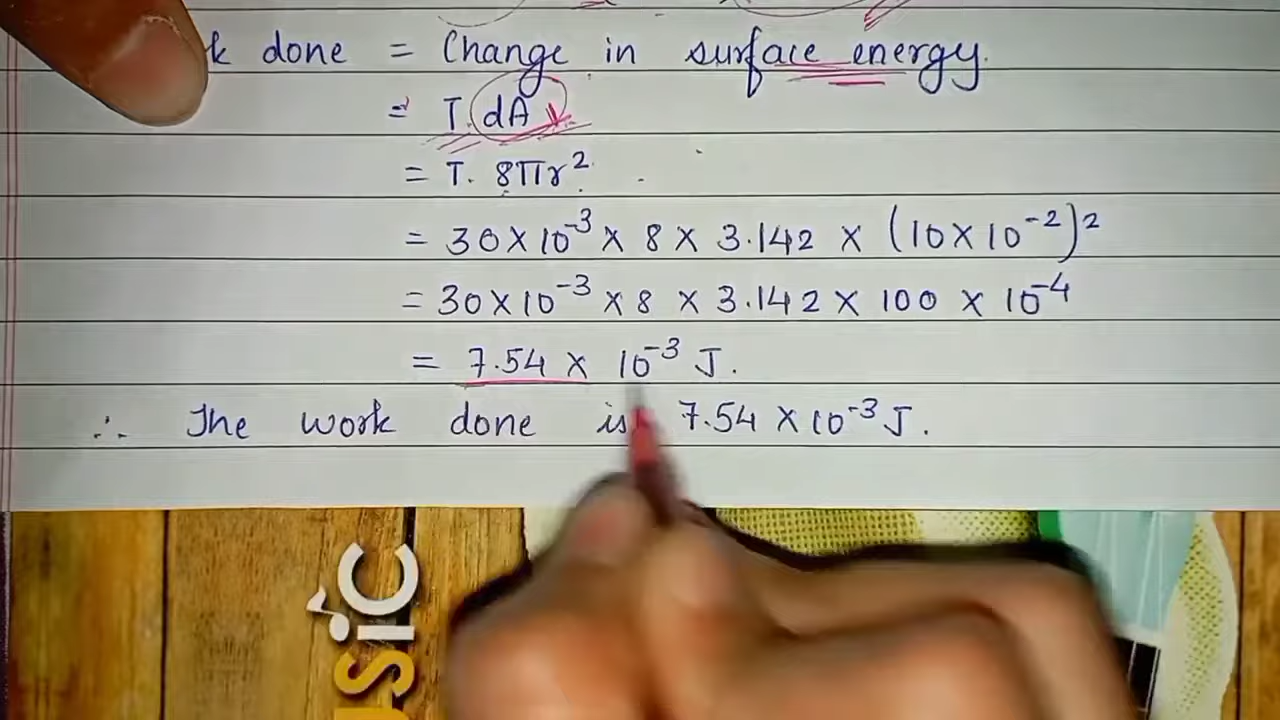 k done = Change in surface energy.
= T. dA
= T. 8πr²
= 30 × 10⁻³ × 8 × 3.142 × (10 × 10⁻²)²
= 30 × 10⁻³ × 8 × 3.142 × 100 × 10⁻⁴
= 7.54 × 10⁻³ J.
∴ The work done is 7.54 × 10⁻³ J.